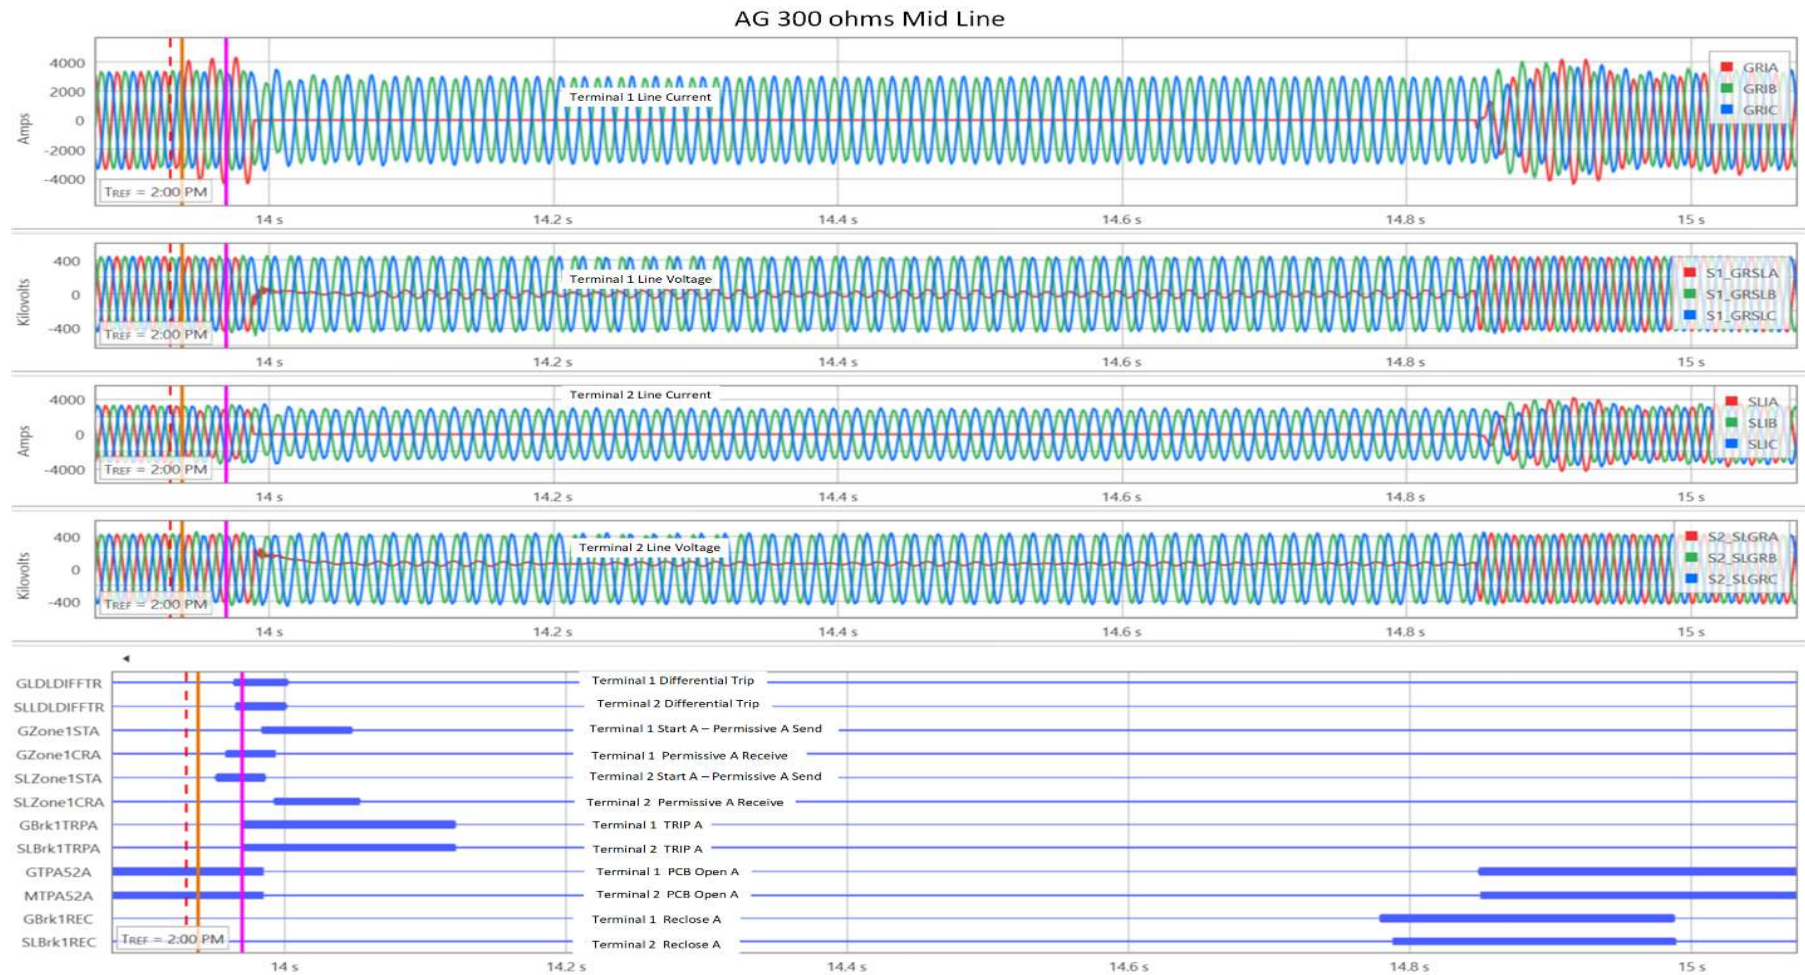 AG 300 ohms Mid Line
4000
2000
0
-2000
-4000
Amps
Terminal 1 Line Current
GRIA
GRIB
GRIC
TREF = 2:00 PM
14 s
14.2 s
14.4 s
14.6 s
14.8 s
15 s
400
0
-400
Kilovolts
Terminal 1 Line Voltage
S1_GRSLA
S1_GRSLB
S1_GRSLC
TREF = 2:00 PM
14 s
14.2 s
14.4 s
14.6 s
14.8 s
15 s
4000
0
-4000
Amps
Terminal 2 Line Current
SLIA
SLIB
SLIC
TREF = 2:00 PM
14 s
14.2 s
14.4 s
14.6 s
14.8 s
15 s
400
0
-400
Kilovolts
Terminal 2 Line Voltage
S2_SLGRA
S2_SLGRB
S2_SLGRC
TREF = 2:00 PM
14 s
14.2 s
14.4 s
14.6 s
14.8 s
15 s
GLDLDIFFTR Terminal 1 Differential Trip
SLLDLDIFFTR Terminal 2 Differential Trip
GZone1STA Terminal 1 Start A – Permissive A Send
GZone1CRA Terminal 1 Permissive A Receive
SLZone1STA Terminal 2 Start A – Permissive A Send
SLZone1CRA Terminal 2 Permissive A Receive
GBrk1TRPA Terminal 1 TRIP A
SLBrk1TRPA Terminal 2 TRIP A
GTPA52A Terminal 1 PCB Open A
MTPA52A Terminal 2 PCB Open A
GBrk1REC Terminal 1 Reclose A
SLBrk1REC Terminal 2 Reclose A
TREF = 2:00 PM
14 s
14.2 s
14.4 s
14.6 s
14.8 s
15 s